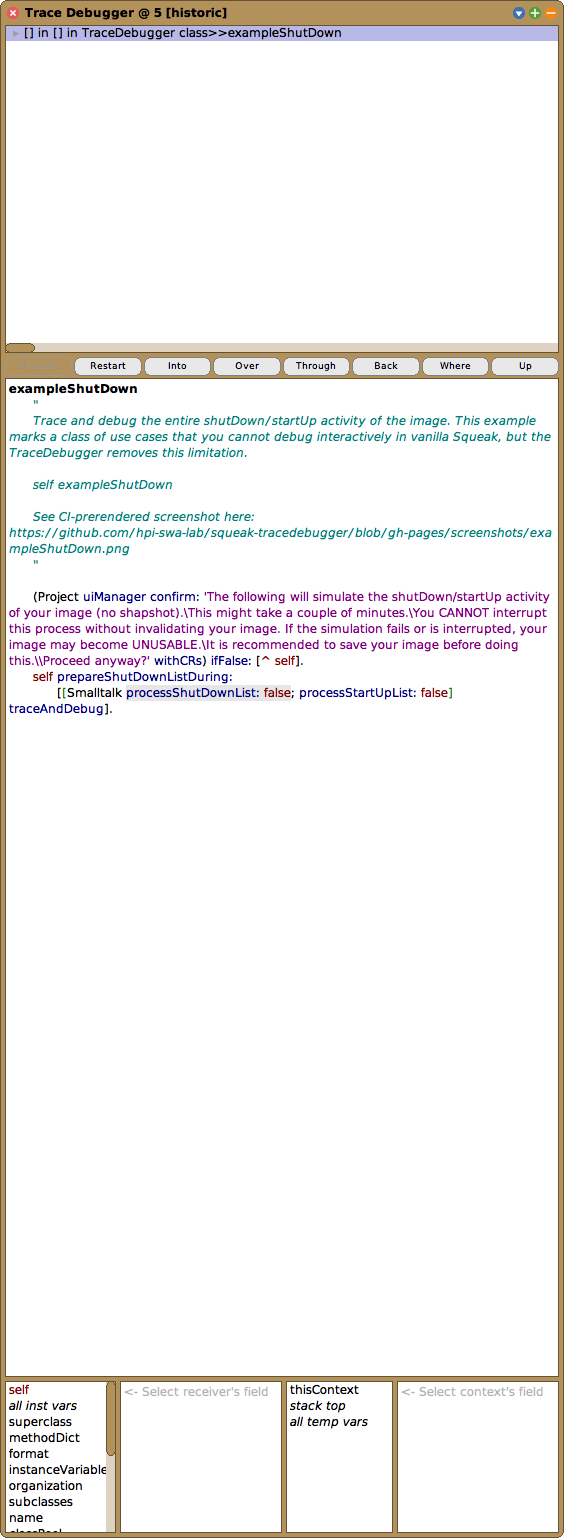 Trace Debugger @ 5 [historic]
[] in [] in TraceDebugger class>>exampleShutDown
Restart Into Over Through Back Where Up
exampleShutDown
"
Trace and debug the entire shutDown/startUp activity of the image. This example
marks a class of use cases that you cannot debug interactively in vanilla Squeak, but the
TraceDebugger removes this limitation.
self exampleShutDown
See CI-prerendered screenshot here:
https://github.com/hpi-swa-lab/squeak-tracedebugger/blob/gh-pages/screenshots/exa
mpleShutDown.png
"
(Project uiManager confirm: 'The following will simulate the shutDown/startUp activity
of your image (no shapshot).\This might take a couple of minutes.\You CANNOT interrupt
this process without invalidating your image. If the simulation fails or is interrupted, your
image may become UNUSABLE.\It is recommended to save your image before doing
this.\\Proceed anyway?' withCRs) ifFalse: [^ self].
self prepareShutDownListDuring:
[[Smalltalk processShutDownList: false; processStartUpList: false]
traceAndDebug].
self
all inst vars
superclass
methodDict
format
instanceVariable
organization
subclasses
name
<- Select receiver's field
thisContext
stack top
all temp vars
<- Select context's field